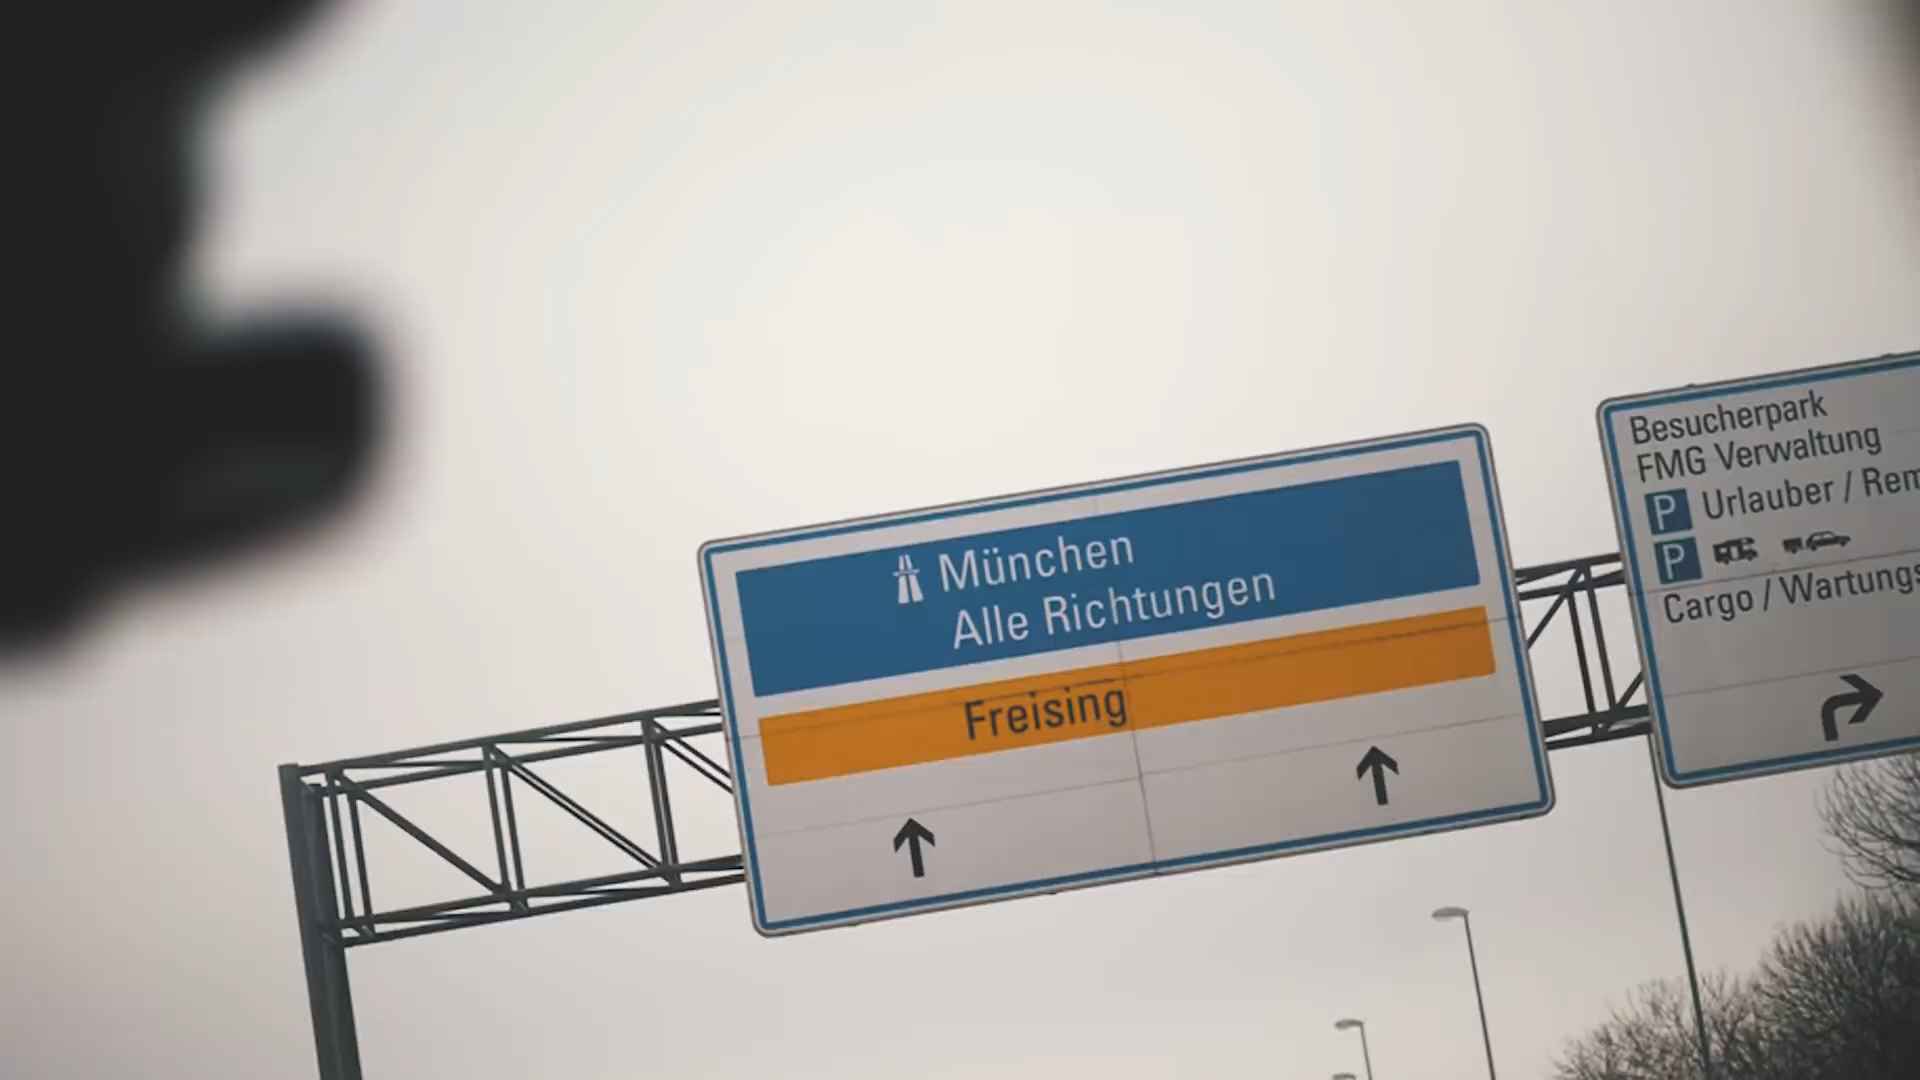 München
Alle Richtungen
Freising
Besucherpark
FMG Verwaltung
P Urlauber /
P
Cargo /